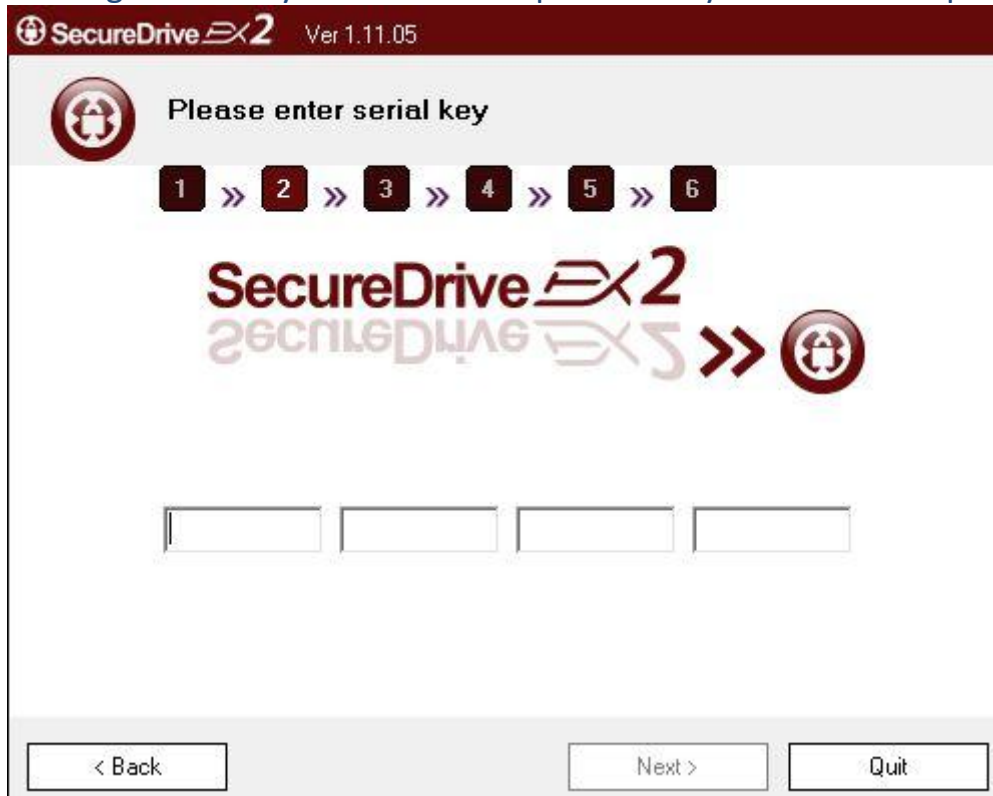 SecureDrive EX2 Ver 1.11.05
Please enter serial key
1 » 2 » 3 » 4 » 5 » 6
SecureDrive EX2 »
< Back Next > Quit